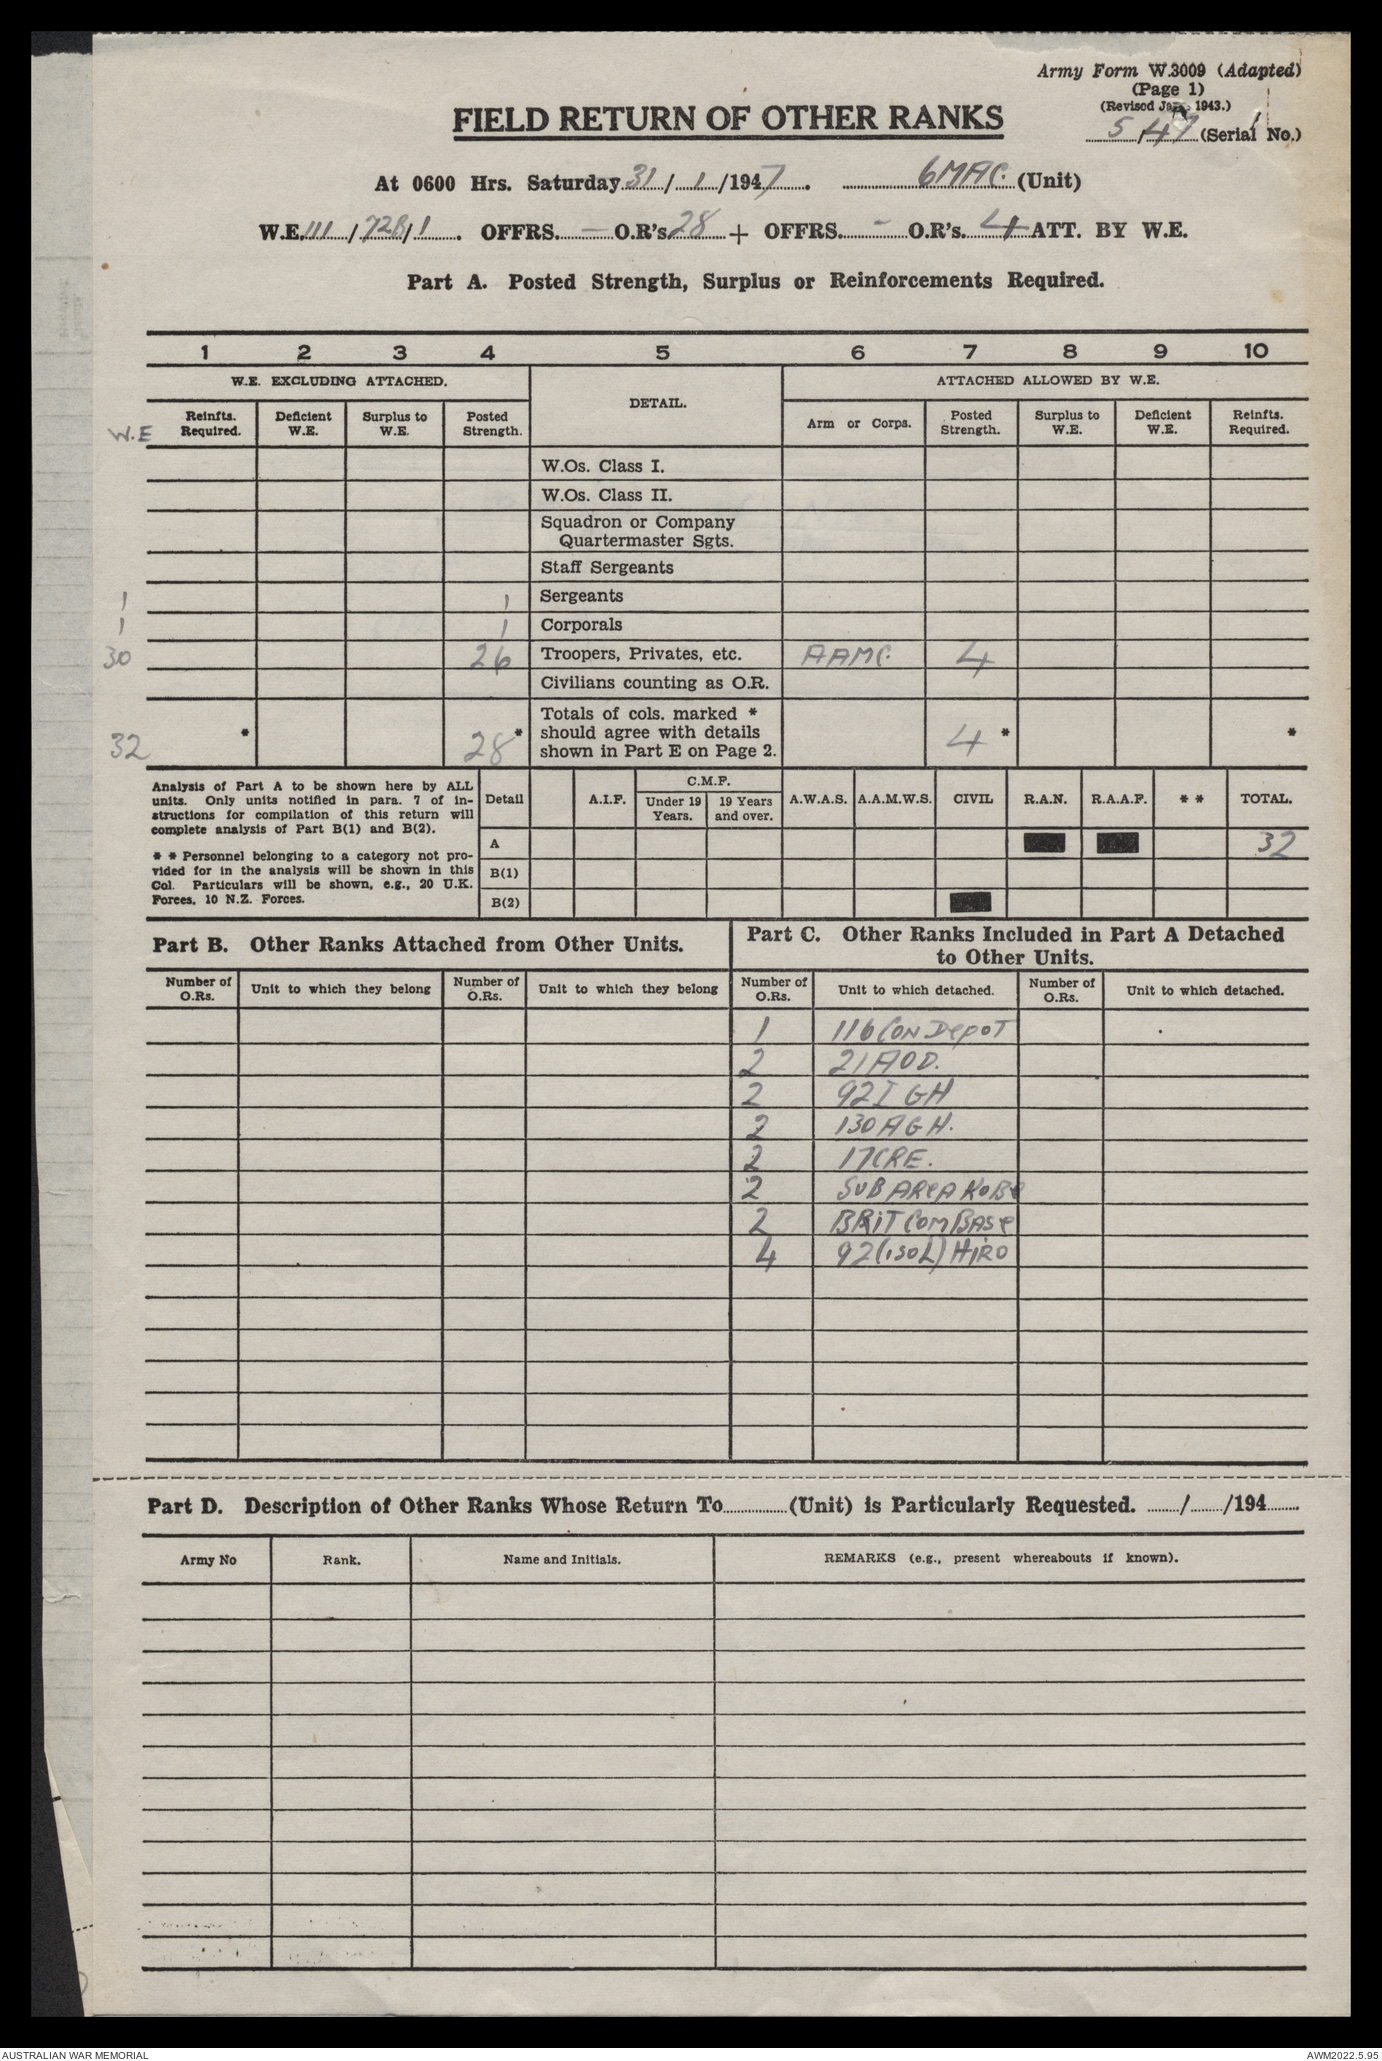 Army Form W.3009 (Adapted)
(Page 1)
(Revised Jan. 1943.)
FIELD RETURN OF OTHER RANKS
5/47 (Serial No.)
At 0600 Hrs. Saturday 31/1/1947. 6MAC. (Unit)
W.E. 111/72B/1. OFFRS. — O.R's 28 + OFFRS. - O.R's. 4 ATT. BY W.E.
Part A. Posted Strength, Surplus or Reinforcements Required.
1 2 3 4 5 6 7 8 9 10
W.E. EXCLUDING ATTACHED. DETAIL. ATTACHED ALLOWED BY W.E.
W.E Reinfts. Required. Deficient W.E. Surplus to W.E. Posted Strength. Arm or Corps. Posted Strength. Surplus to W.E. Deficient W.E. Reinfts. Required.
W.Os. Class I.
W.Os. Class II.
Squadron or Company
Quartermaster Sgts.
Staff Sergeants
1 1 Sergeants
1 1 Corporals
30 26 Troopers, Privates, etc. AAMC. 4
Civilians counting as O.R.
Totals of cols. marked *
32 * 28 * should agree with details 4 * *
shown in Part E on Page 2.
Analysis of Part A to be shown here by ALL
units. Only units notified in para. 7 of in-
structions for compilation of this return will
complete analysis of Part B(1) and B(2).
* * Personnel belonging to a category not pro-
vided for in the analysis will be shown in this
Col. Particulars will be shown, e.g., 20 U.K.
Forces, 10 N.Z. Forces.
Detail A.I.F. C.M.F. Under 19 Years. 19 Years and over. A.W.A.S. A.A.M.W.S. CIVIL R.A.N. R.A.A.F. * * TOTAL.
A 32
B(1)
B(2)
Part B. Other Ranks Attached from Other Units.
Number of O.Rs. Unit to which they belong Number of O.Rs. Unit to which they belong
Part C. Other Ranks Included in Part A Detached
to Other Units.
Number of O.Rs. Unit to which detached. Number of O.Rs. Unit to which detached.
1 116 CON DepoT
2 21 AOD.
2 92 I GH
2 130 AGH.
2 17CRE.
2 SUB AReA KoBe
2 BRiT Com BASe
4 92 (ISOL) HiRO
Part D. Description of Other Ranks Whose Return To............(Unit) is Particularly Requested. ......../......../194........
Army No Rank. Name and Initials. REMARKS (e.g., present whereabouts if known).
AUSTRALIAN WAR MEMORIAL
AWM2022.5.95